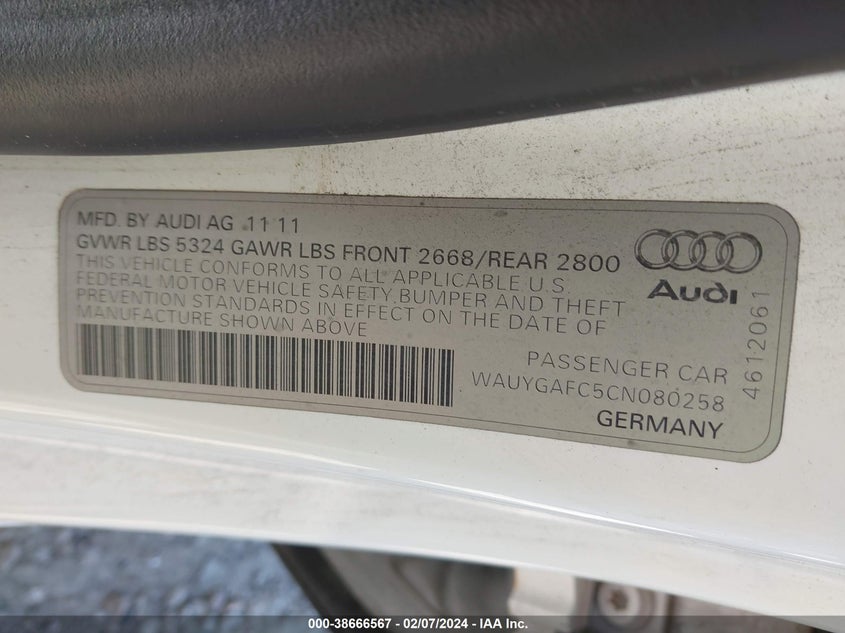 MFD. BY AUDI AG 11 11
GVWR LBS 5324 GAWR LBS FRONT 2668/REAR 2800
THIS VEHICLE CONFORMS TO ALL APPLICABLE U.S.
FEDERAL MOTOR VEHICLE SAFETY.BUMPER AND THEFT
PREVENTION STANDARDS IN EFFECT ON THE DATE OF
MANUFACTURE SHOWN ABOVE
Audi
4612061
PASSENGER CAR
WAUYGAFC5CN080258
GERMANY
000-38666567 - 02/07/2024 - IAA Inc.